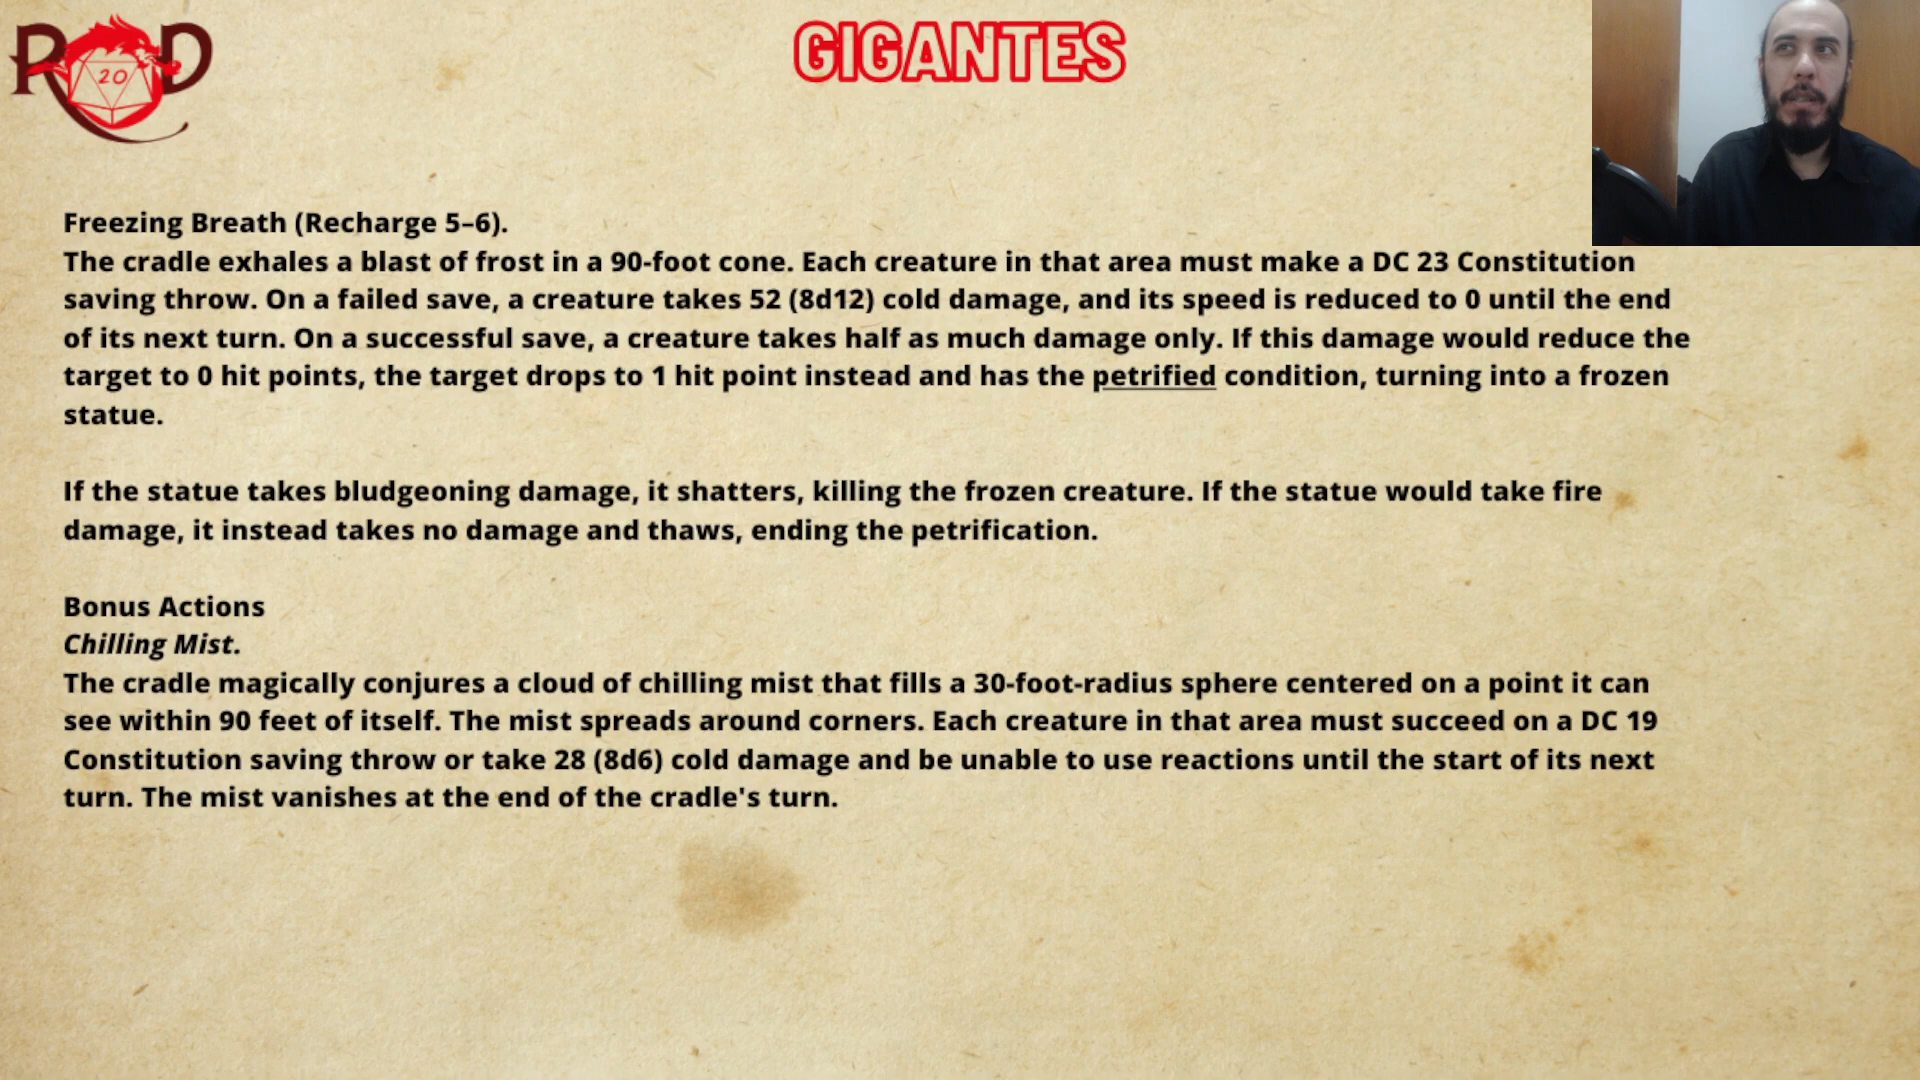 R D
20
GIGANTES
Freezing Breath (Recharge 5–6).
The cradle exhales a blast of frost in a 90-foot cone. Each creature in that area must make a DC 23 Constitution
saving throw. On a failed save, a creature takes 52 (8d12) cold damage, and its speed is reduced to 0 until the end
of its next turn. On a successful save, a creature takes half as much damage only. If this damage would reduce the
target to 0 hit points, the target drops to 1 hit point instead and has the petrified condition, turning into a frozen
statue.
If the statue takes bludgeoning damage, it shatters, killing the frozen creature. If the statue would take fire
damage, it instead takes no damage and thaws, ending the petrification.
Bonus Actions
Chilling Mist.
The cradle magically conjures a cloud of chilling mist that fills a 30-foot-radius sphere centered on a point it can
see within 90 feet of itself. The mist spreads around corners. Each creature in that area must succeed on a DC 19
Constitution saving throw or take 28 (8d6) cold damage and be unable to use reactions until the start of its next
turn. The mist vanishes at the end of the cradle's turn.